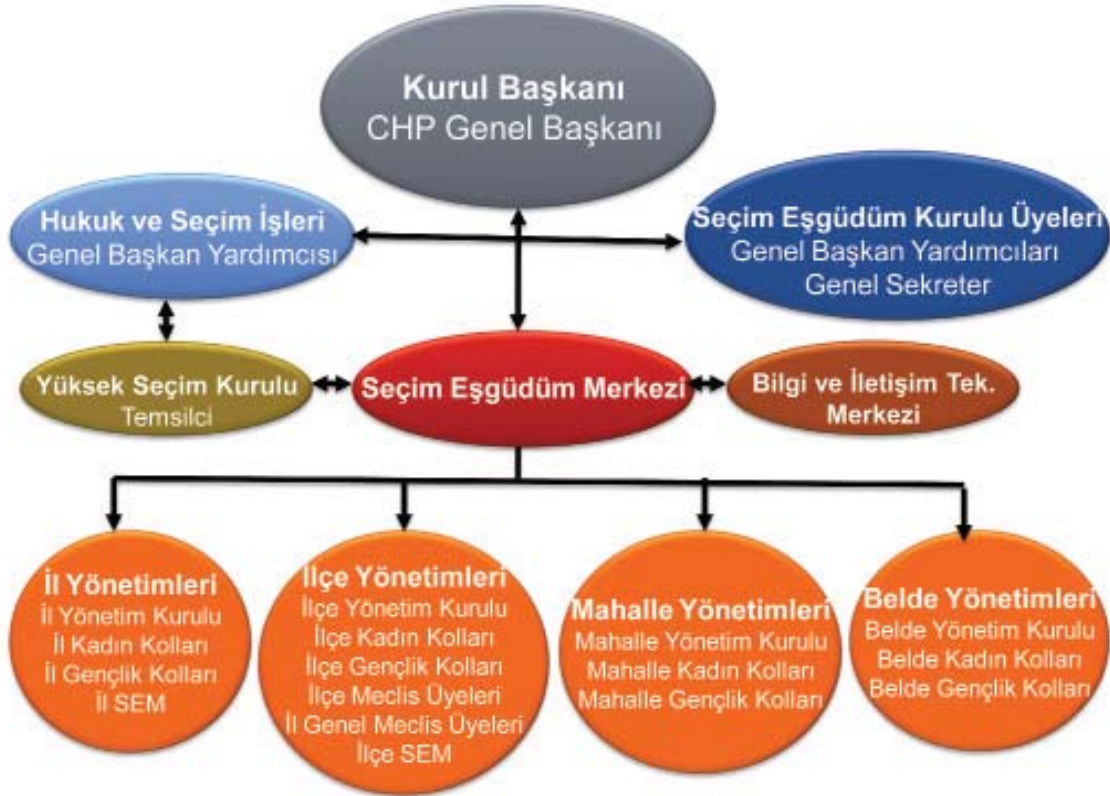 Kurul Başkanı
CHP Genel Başkanı
Hukuk ve Seçim İşleri
Genel Başkan Yardımcısı
Seçim Eşgüdüm Kurulu Üyeleri
Genel Başkan Yardımcıları
Genel Sekreter
Yüksek Seçim Kurulu
Temsilci
Seçim Eşgüdüm Merkezi
Bilgi ve İletişim Tek.
Merkezi
İl Yönetimleri
İl Yönetim Kurulu
İl Kadın Kolları
İl Gençlik Kolları
İl SEM
İlçe Yönetimleri
İlçe Yönetim Kurulu
İlçe Kadın Kolları
İlçe Gençlik Kolları
İlçe Meclis Üyeleri
İl Genel Meclis Üyeleri
İlçe SEM
Mahalle Yönetimleri
Mahalle Yönetim Kurulu
Mahalle Kadın Kolları
Mahalle Gençlik Kolları
Belde Yönetimleri
Belde Yönetim Kurulu
Belde Kadın Kolları
Belde Gençlik Kolları